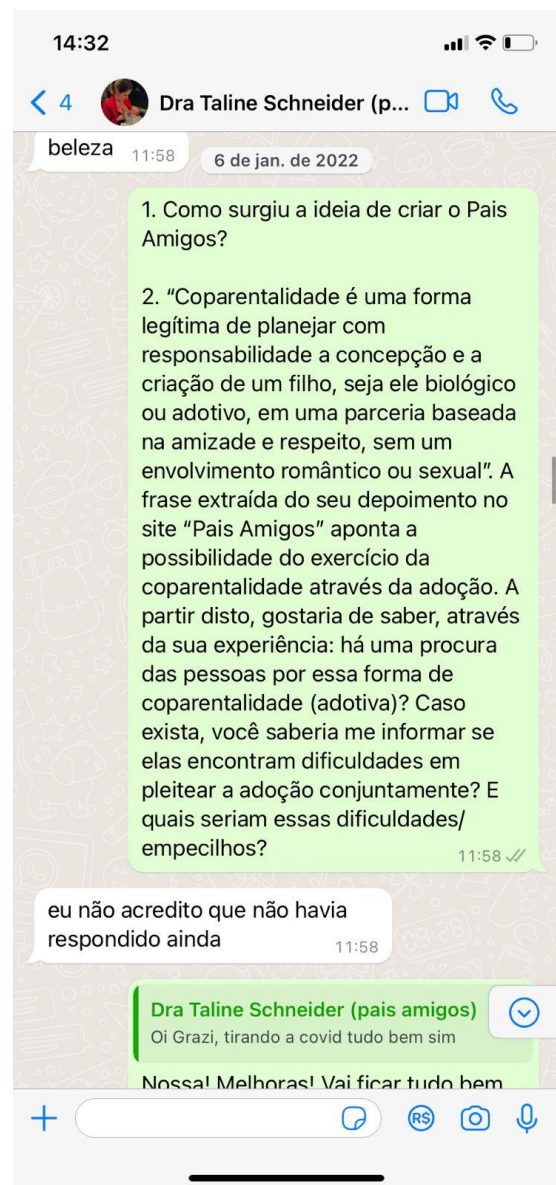 14:32
4 Dra Taline Schneider (p...
beleza 11:58
6 de jan. de 2022
1. Como surgiu a ideia de criar o Pais
Amigos?
2. “Coparentalidade é uma forma
legítima de planejar com
responsabilidade a concepção e a
criação de um filho, seja ele biológico
ou adotivo, em uma parceria baseada
na amizade e respeito, sem um
envolvimento romântico ou sexual”. A
frase extraída do seu depoimento no
site “Pais Amigos” aponta a
possibilidade do exercício da
coparentalidade através da adoção. A
partir disto, gostaria de saber, através
da sua experiência: há uma procura
das pessoas por essa forma de
coparentalidade (adotiva)? Caso
exista, você saberia me informar se
elas encontram dificuldades em
pleitear a adoção conjuntamente? E
quais seriam essas dificuldades/
empecilhos?
11:58
eu não acredito que não havia
respondido ainda
11:58
Dra Taline Schneider (pais amigos)
Oi Grazi, tirando a covid tudo bem sim
Nossa! Melhoras! Vai ficar tudo bem
R$